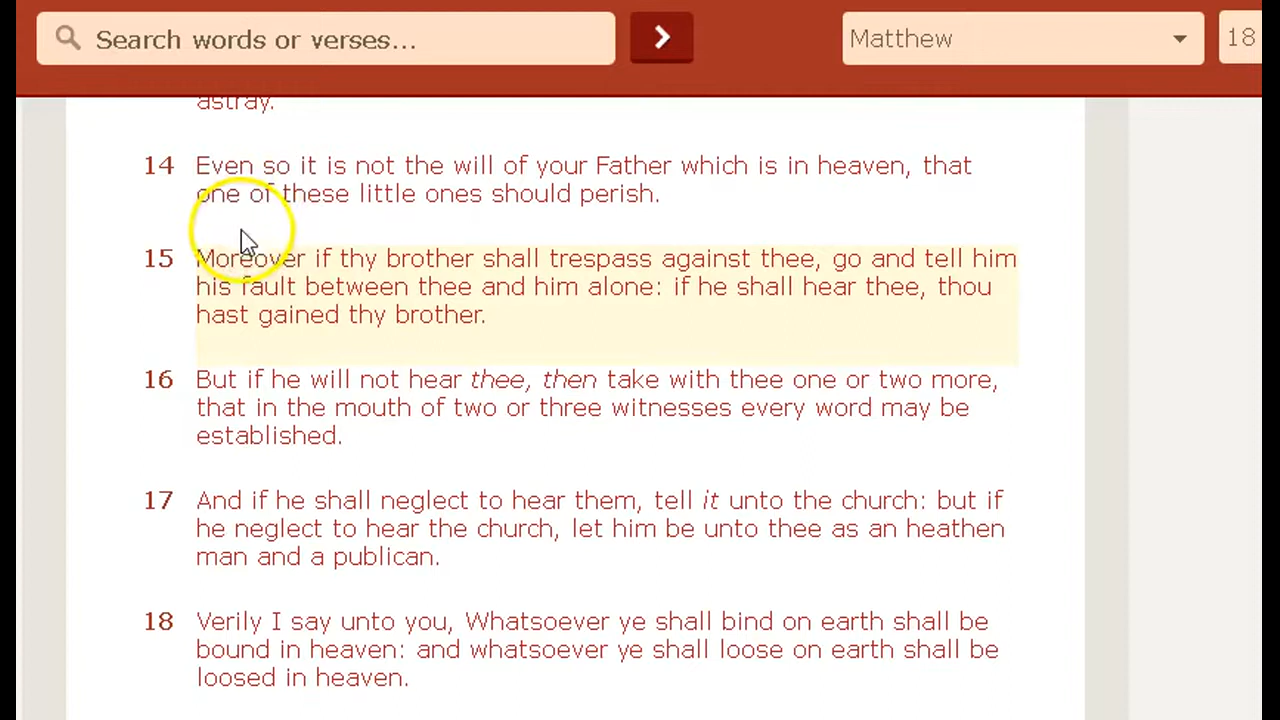 Search words or verses...
Matthew
18
astray.
14 Even so it is not the will of your Father which is in heaven, that
one of these little ones should perish.
15 Moreover if thy brother shall trespass against thee, go and tell him
his fault between thee and him alone: if he shall hear thee, thou
hast gained thy brother.
16 But if he will not hear thee, then take with thee one or two more,
that in the mouth of two or three witnesses every word may be
established.
17 And if he shall neglect to hear them, tell it unto the church: but if
he neglect to hear the church, let him be unto thee as an heathen
man and a publican.
18 Verily I say unto you, Whatsoever ye shall bind on earth shall be
bound in heaven: and whatsoever ye shall loose on earth shall be
loosed in heaven.